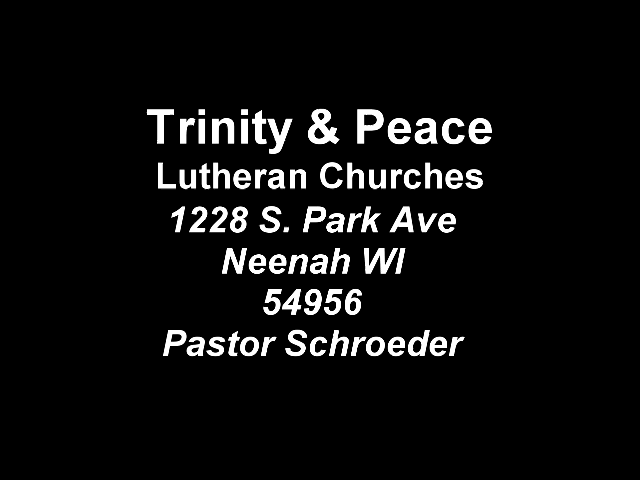 Trinity & Peace
Lutheran Churches
1228 S. Park Ave
Neenah WI
54956
Pastor Schroeder